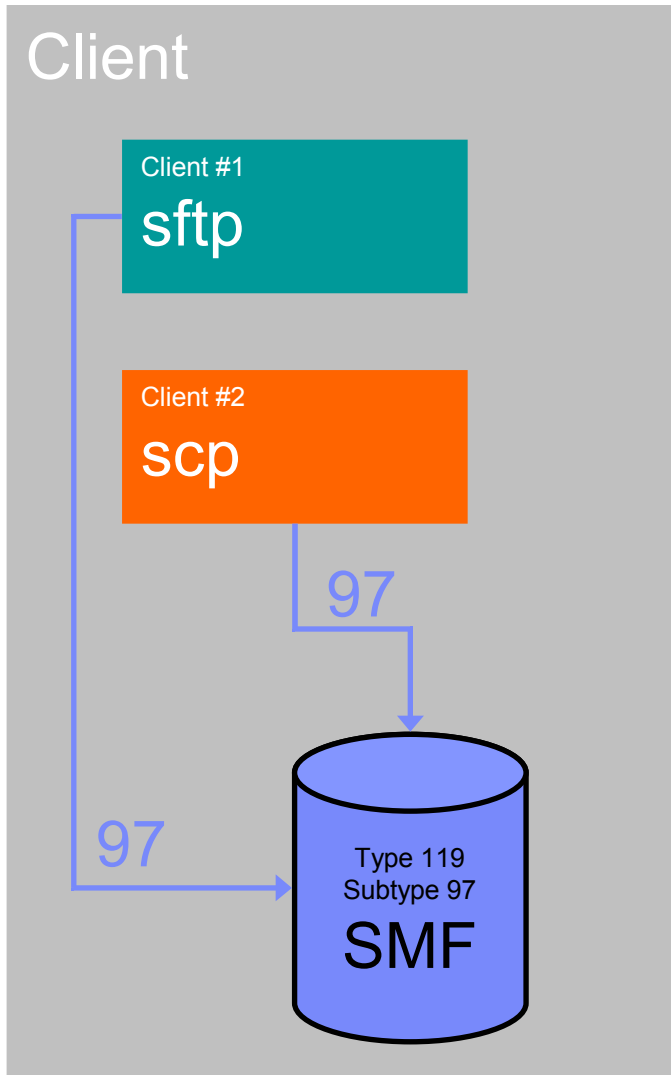 Client
Client #1
sftp
Client #2
scp
97
97
Type 119
Subtype 97
SMF